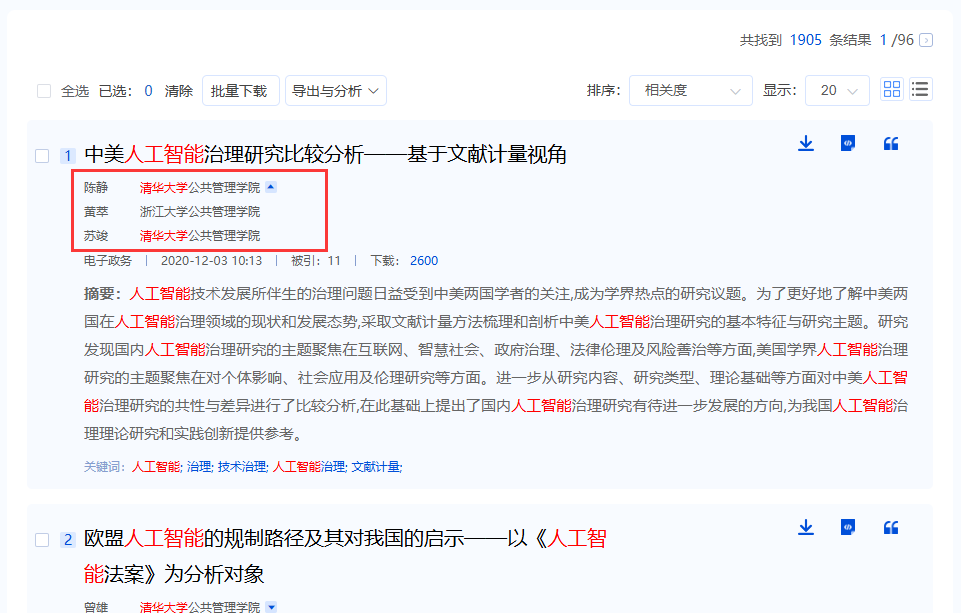 共找到 1905 条结果 1 /96
全选 已选： 0 清除 批量下载 导出与分析 排序： 相关度 显示： 20
1 中美人工智能治理研究比较分析——基于文献计量视角
陈静 清华大学公共管理学院
黄萃 浙江大学公共管理学院
苏竣 清华大学公共管理学院
电子政务 | 2020-12-03 10:13 | 被引：11 | 下载： 2600
摘要：人工智能技术发展所伴生的治理问题日益受到中美两国学者的关注,成为学界热点的研究议题。为了更好地了解中美两
国在人工智能治理领域的现状和发展态势,采取文献计量方法梳理和剖析中美人工智能治理研究的基本特征与研究主题。研究
发现国内人工智能治理研究的主题聚焦在互联网、智慧社会、政府治理、法律伦理及风险善治等方面,美国学界人工智能治理
研究的主题聚焦在对个体影响、社会应用及伦理研究等方面。进一步从研究内容、研究类型、理论基础等方面对中美人工智
能治理研究的共性与差异进行了比较分析,在此基础上提出了国内人工智能治理研究有待进一步发展的方向,为我国人工智能治
理理论研究和实践创新提供参考。
关键词：人工智能; 治理; 技术治理; 人工智能治理; 文献计量;
2 欧盟人工智能的规制路径及其对我国的启示——以《人工智
能法案》为分析对象
曾雄 清华大学公共管理学院